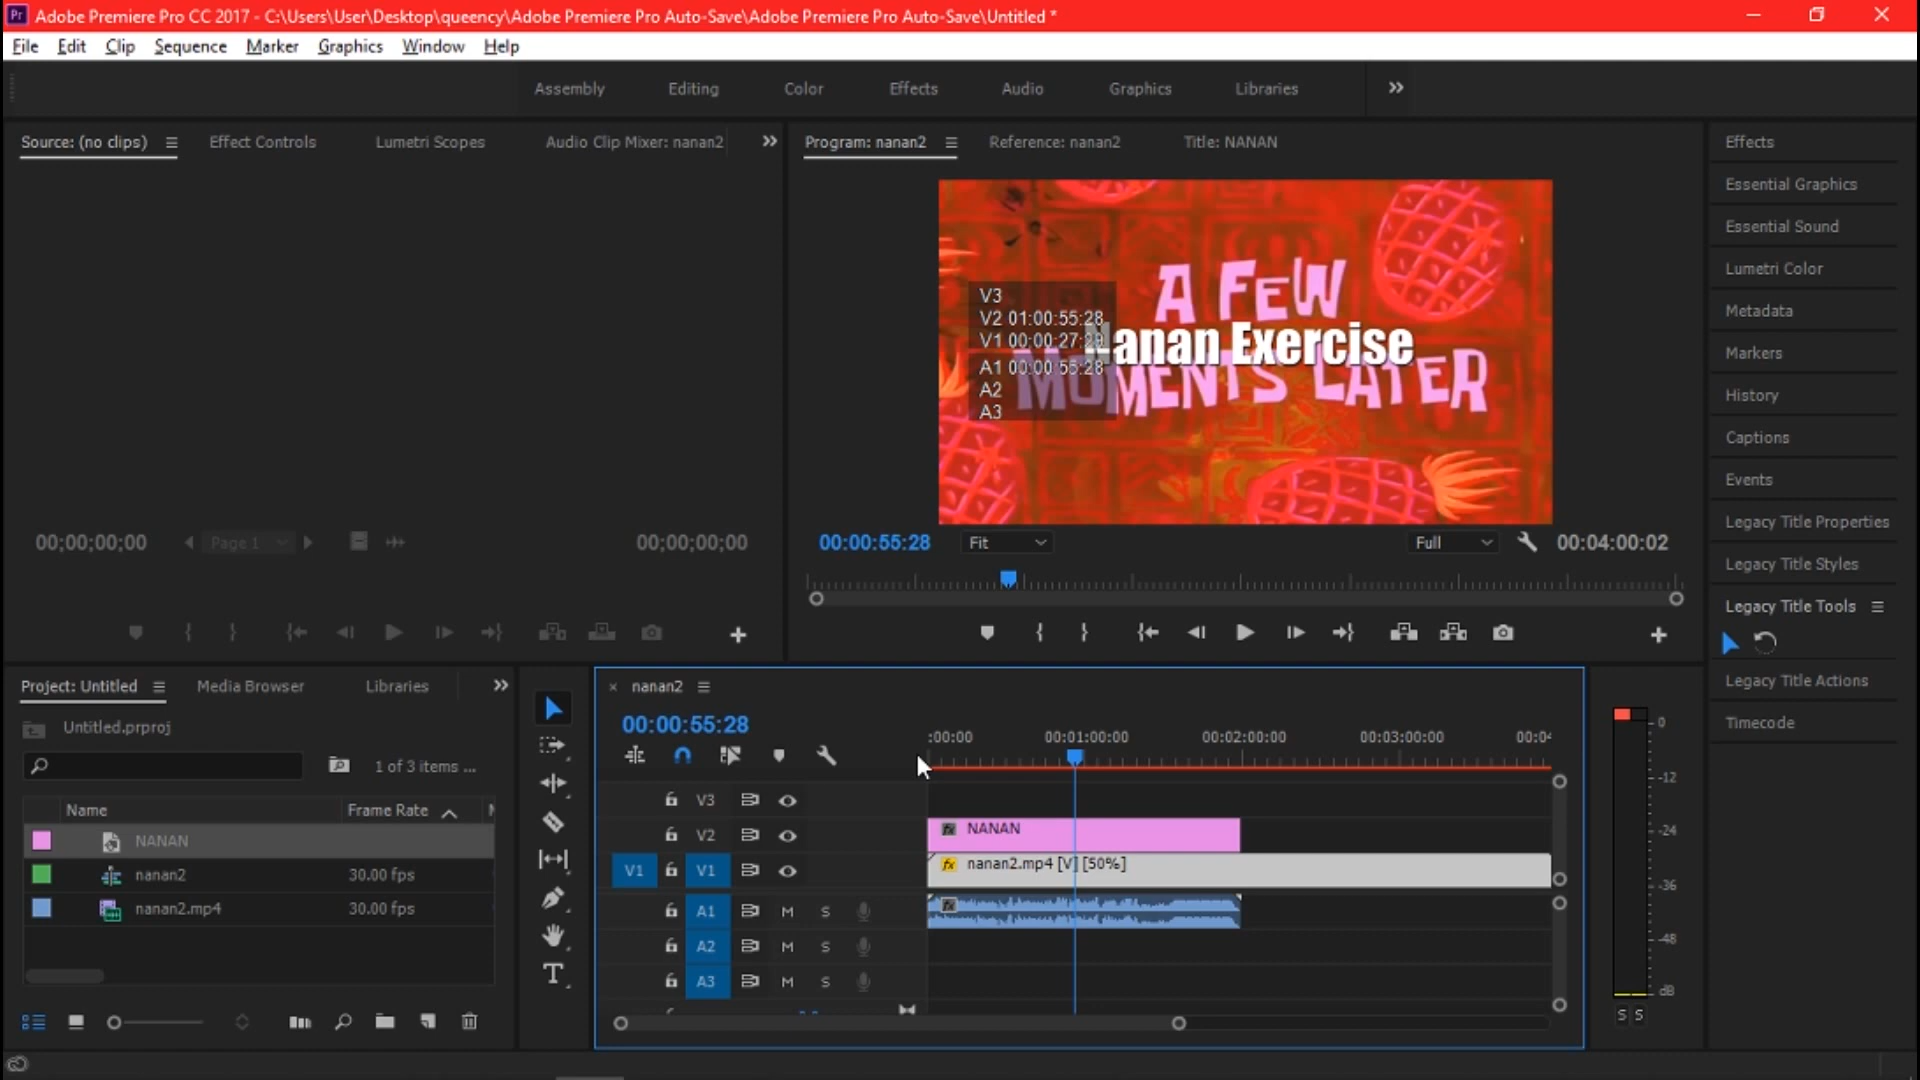 Adobe Premiere Pro CC 2017 - C:\Users\User\Desktop\queency\Adobe Premiere Pro Auto-Save\Adobe Premiere Pro Auto-Save\Untitled *
File Edit Clip Sequence Marker Graphics Window Help
Assembly Editing Color Effects Audio Graphics Libraries
Source: (no clips) Effect Controls Lumetri Scopes Audio Clip Mixer: nanan2
Program: nanan2 Reference: nanan2 Title: NANAN
A FEW
MOMENTS LATER
Nanan Exercise
V3
V2 01:00:55:28
V1 00:00:27:29
A1 00:00:55:28
A2
A3
00;00;00;00 Page 1 00;00;00;00
00:00:55:28 Fit Full 00:04:00:02
Effects
Essential Graphics
Essential Sound
Lumetri Color
Metadata
Markers
History
Captions
Events
Legacy Title Properties
Legacy Title Styles
Legacy Title Tools
Legacy Title Actions
Timecode
Project: Untitled Media Browser Libraries
Untitled.prproj
1 of 3 items ...
Name Frame Rate
NANAN
nanan2 30.00 fps
nanan2.mp4 30.00 fps
nanan2
00:00:55:28
:00:00 00:01:00:00 00:02:00:00 00:03:00:00 00:04
V3
V2 NANAN
V1 V1 nanan2.mp4 [V] [50%]
A1 M S
A2 M S
A3 M S
0
-12
-24
-36
-48
dB
S S